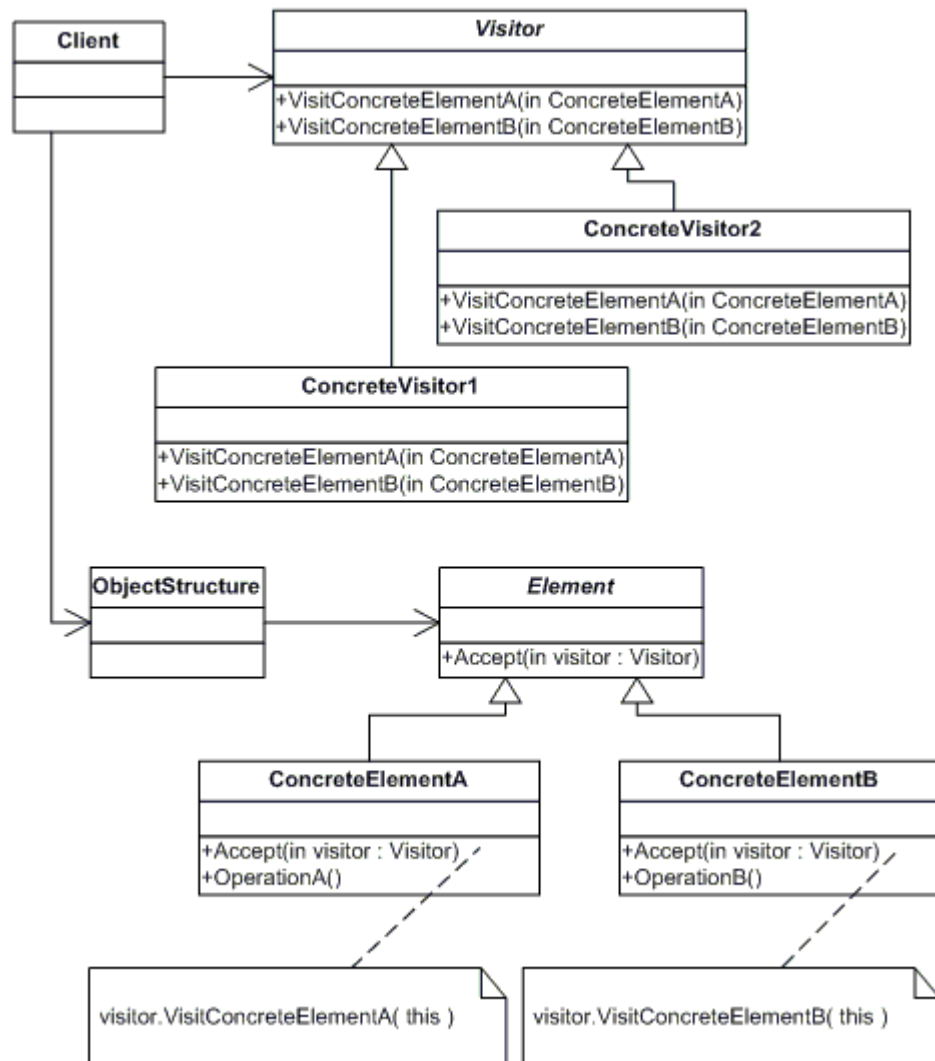 Client
Visitor
+VisitConcreteElementA(in ConcreteElementA)
+VisitConcreteElementB(in ConcreteElementB)
ConcreteVisitor2
+VisitConcreteElementA(in ConcreteElementA)
+VisitConcreteElementB(in ConcreteElementB)
ConcreteVisitor1
+VisitConcreteElementA(in ConcreteElementA)
+VisitConcreteElementB(in ConcreteElementB)
ObjectStructure
Element
+Accept(in visitor : Visitor)
ConcreteElementA
+Accept(in visitor : Visitor)
+OperationA()
ConcreteElementB
+Accept(in visitor : Visitor)
+OperationB()
visitor.VisitConcreteElementA( this )
visitor.VisitConcreteElementB( this )